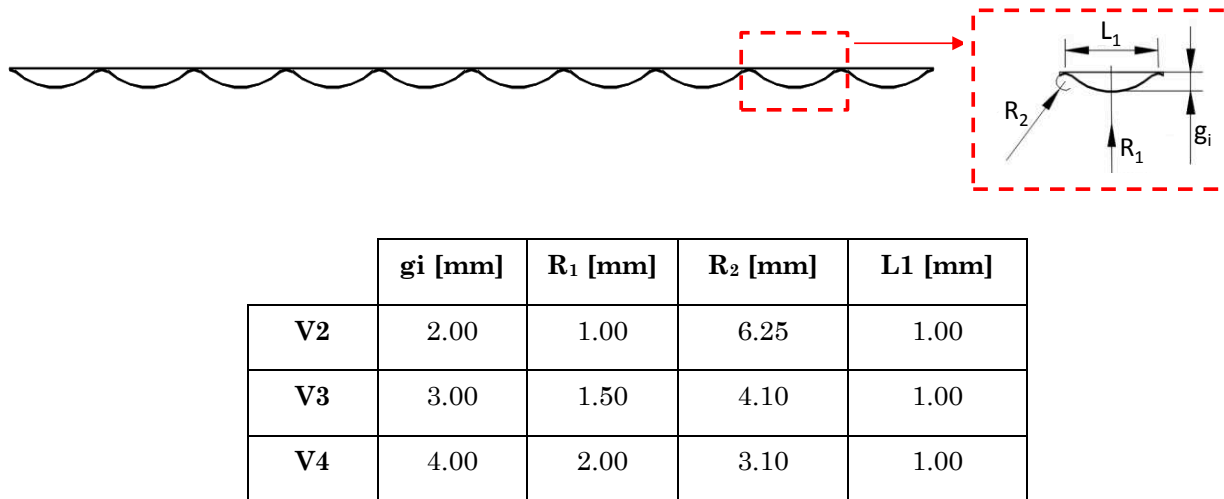 L1
R2
R1
gi
gi [mm] R1 [mm] R2 [mm] L1 [mm]
V2 2.00 1.00 6.25 1.00
V3 3.00 1.50 4.10 1.00
V4 4.00 2.00 3.10 1.00